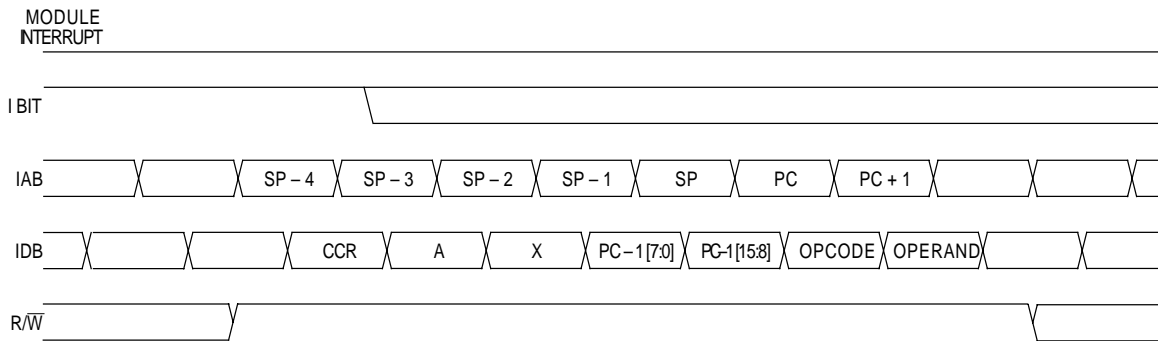 MODULE
INTERRUPT
I BIT
IAB SP – 4 SP – 3 SP – 2 SP – 1 SP PC PC + 1
IDB CCR A X PC – 1 [7:0] PC–1 [15:8] OPCODE OPERAND
R/W̅